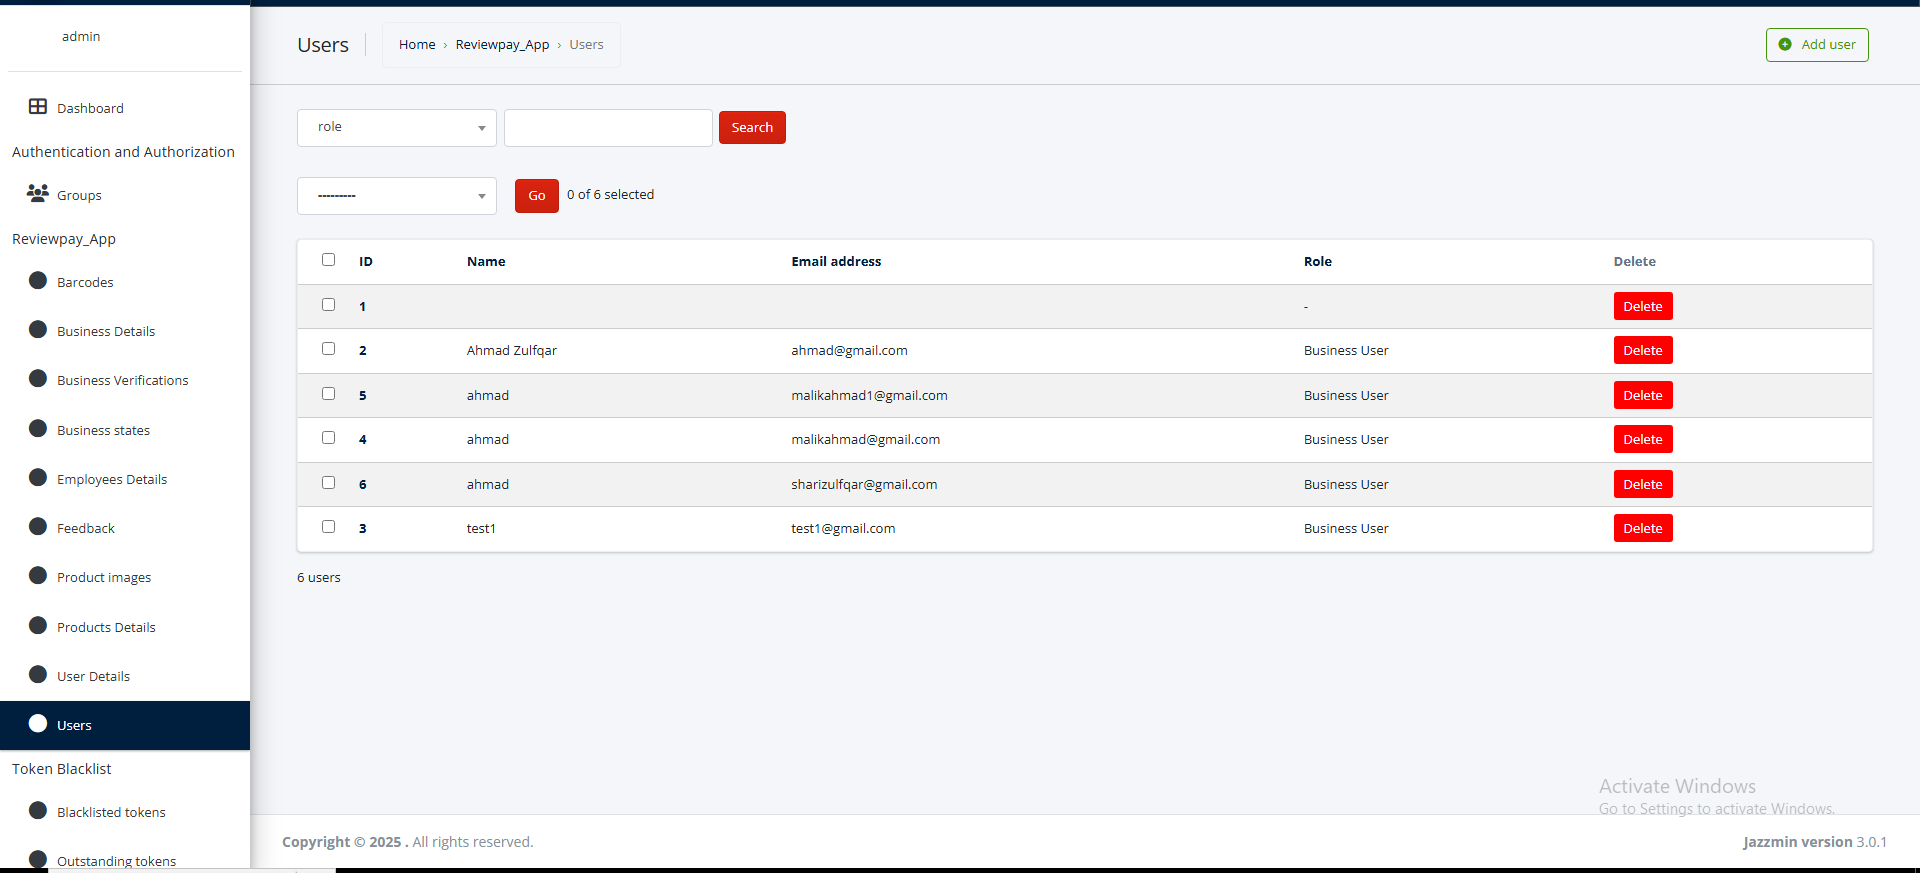 admin
Dashboard
Authentication and Authorization
Groups
Reviewpay_App
Barcodes
Business Details
Business Verifications
Business states
Employees Details
Feedback
Product images
Products Details
User Details
Users
Token Blacklist
Blacklisted tokens
Outstanding tokens
Users
Home › Reviewpay_App › Users
Add user
role
Search
---------
Go
0 of 6 selected
ID Name Email address Role Delete
1 - Delete
2 Ahmad Zulfqar ahmad@gmail.com Business User Delete
5 ahmad malikahmad1@gmail.com Business User Delete
4 ahmad malikahmad@gmail.com Business User Delete
6 ahmad sharizulfqar@gmail.com Business User Delete
3 test1 test1@gmail.com Business User Delete
6 users
Activate Windows
Go to Settings to activate Windows.
Copyright © 2025 . All rights reserved.
Jazzmin version 3.0.1